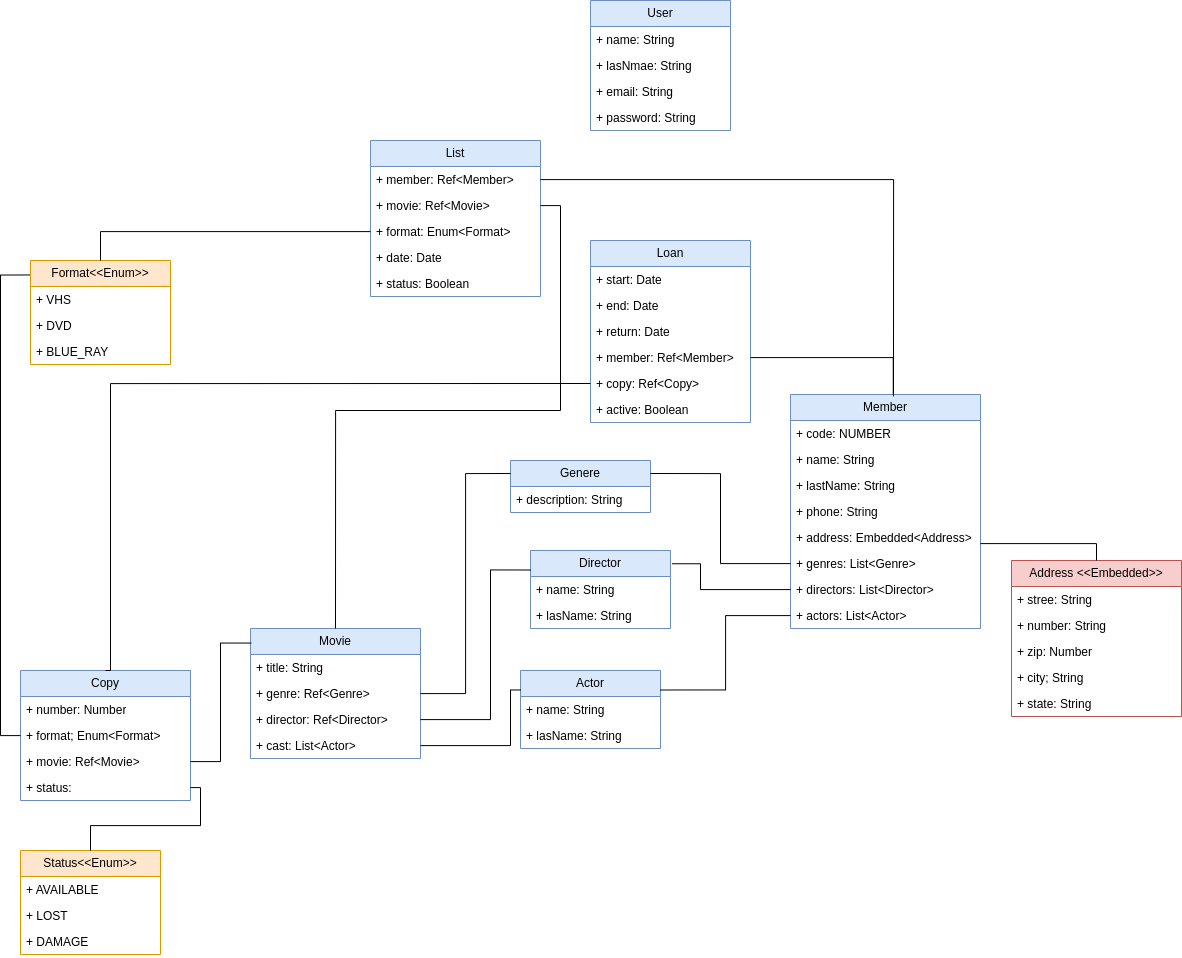 User
+ name: String
+ lasNmae: String
+ email: String
+ password: String
List
+ member: Ref<Member>
+ movie: Ref<Movie>
+ format: Enum<Format>
+ date: Date
+ status: Boolean
Format<<Enum>>
+ VHS
+ DVD
+ BLUE_RAY
Loan
+ start: Date
+ end: Date
+ return: Date
+ member: Ref<Member>
+ copy: Ref<Copy>
+ active: Boolean
Member
+ code: NUMBER
+ name: String
+ lastName: String
+ phone: String
+ address: Embedded<Address>
+ genres: List<Genre>
+ directors: List<Director>
+ actors: List<Actor>
Genere
+ description: String
Director
+ name: String
+ lasName: String
Address <<Embedded>>
+ stree: String
+ number: String
+ zip: Number
+ city; String
+ state: String
Movie
+ title: String
+ genre: Ref<Genre>
+ director: Ref<Director>
+ cast: List<Actor>
Actor
+ name: String
+ lasName: String
Copy
+ number: Number
+ format; Enum<Format>
+ movie: Ref<Movie>
+ status:
Status<<Enum>>
+ AVAILABLE
+ LOST
+ DAMAGE